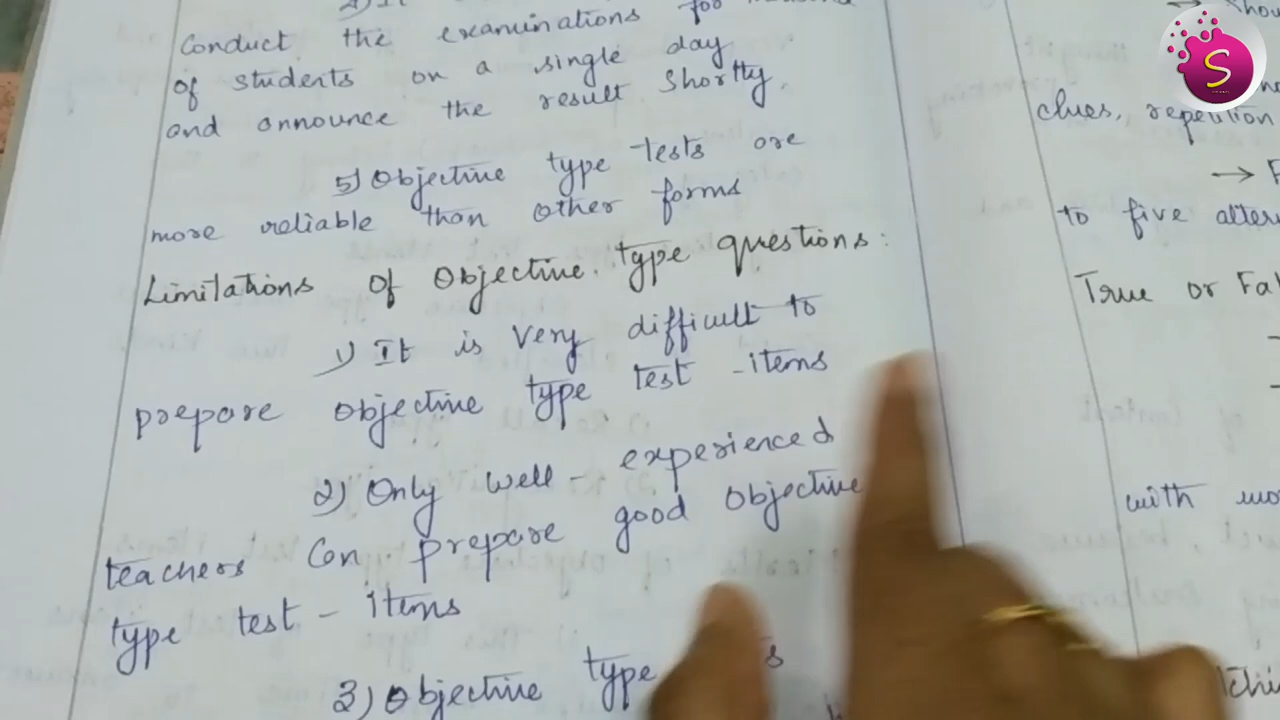 Conduct the examinations for
of students on a single day
and announce the result shortly.
5) Objective type tests are
more reliable than other forms
Limitations of Objective type questions:
1) It is very difficult to
prepare objective type test - items
2) Only well - experienced
teachers can prepare good objective
type test - items
3) Objective type
clues, repetition
→
to five
True or
with
S